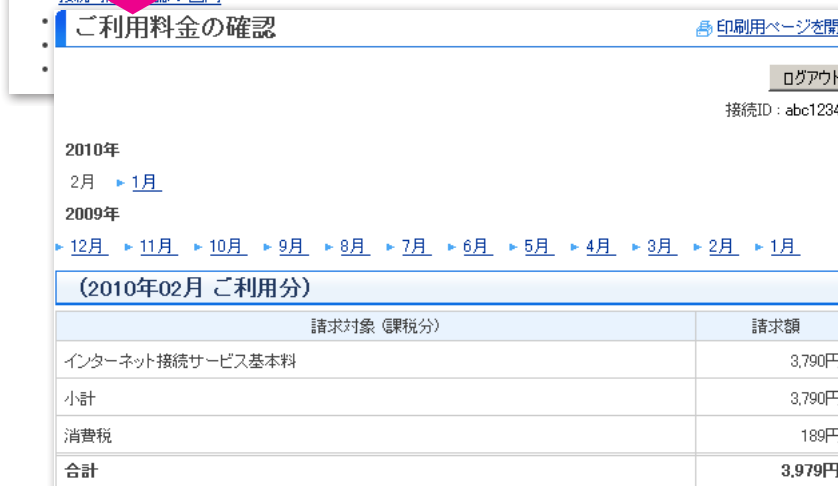 ご利用料金の確認
印刷用ページを開
ログアウト
接続ID：abc1234
2010年
2月 1月
2009年
12月 11月 10月 9月 8月 7月 6月 5月 4月 3月 2月 1月
（2010年02月 ご利用分）
請求対象（課税分） 請求額
インターネット接続サービス基本料 3,790円
小計 3,790円
消費税 189円
合計 3,979円